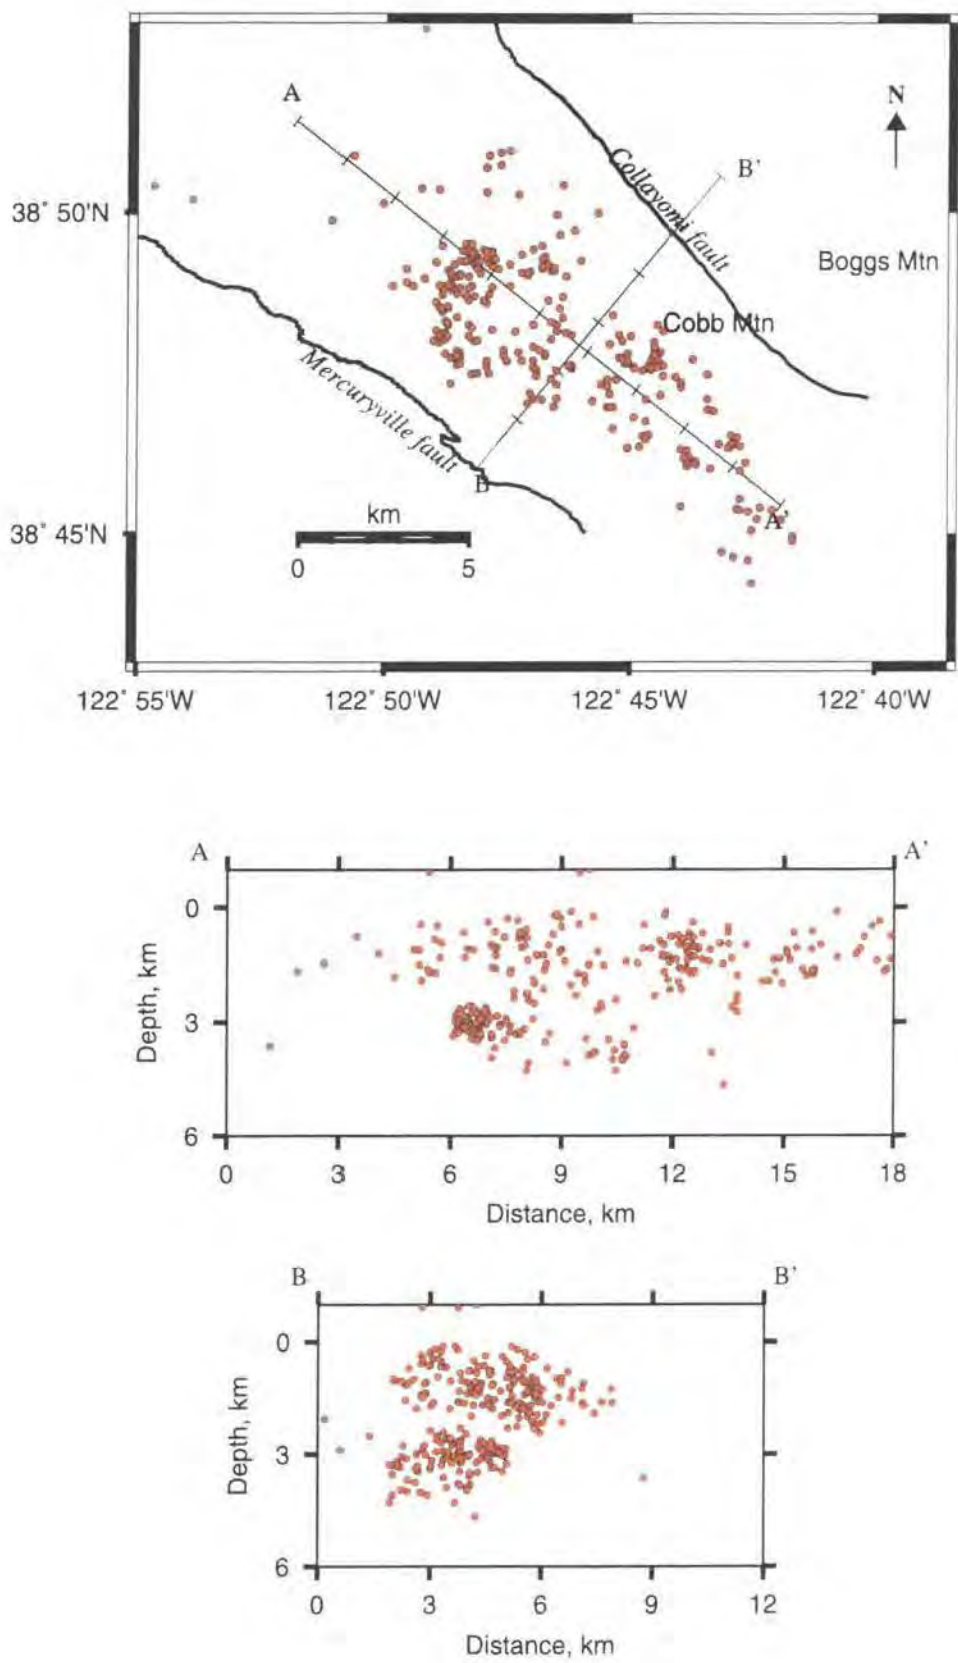 A
N
B'
Collayomi fault
38° 50'N
Boggs Mtn
Cobb Mtn
Mercuryville fault
B
A'
km
38° 45'N
0 5
122° 55'W 122° 50'W 122° 45'W 122° 40'W
A A'
0
3
6
Depth, km
0 3 6 9 12 15 18
Distance, km
B B'
0
3
6
Depth, km
0 3 6 9 12
Distance, km